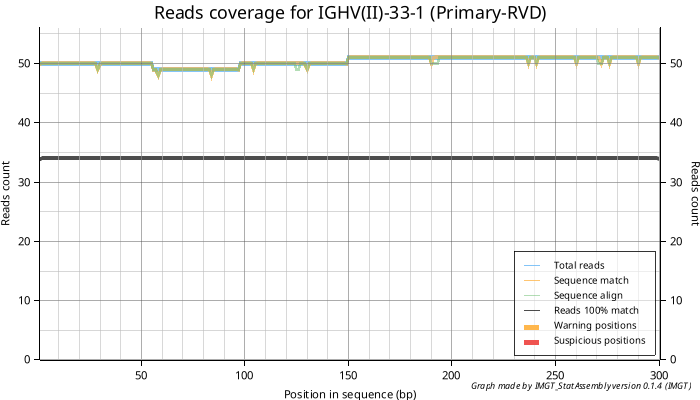 Reads coverage for IGHV(II)-33-1 (Primary-RVD)
50 50
40 40
30 30
20 20
10 10
0 0
Reads count
Reads count
50 100 150 200 250 300
Position in sequence (bp)
Total reads
Sequence match
Sequence align
Reads 100% match
Warning positions
Suspicious positions
Graph made by IMGT_StatAssembly version 0.1.4 (IMGT)